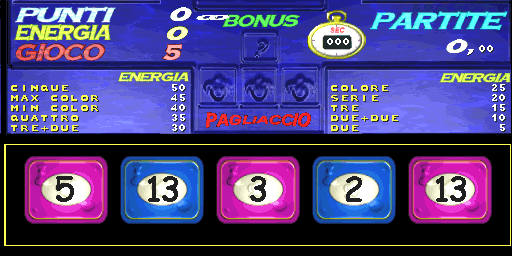 PUNTI 0
ENERGIA 0
GIOCO 5
BONUS
SEC
000
PARTITE
0,00
ENERGIA
CINQUE 50
MAX COLOR 45
MIN COLOR 40
QUATTRO 35
TRE+DUE 30
PAGLIACCIO
ENERGIA
COLORE 25
SERIE 20
TRE 15
DUE+DUE 10
DUE 5
5 13 3 2 13